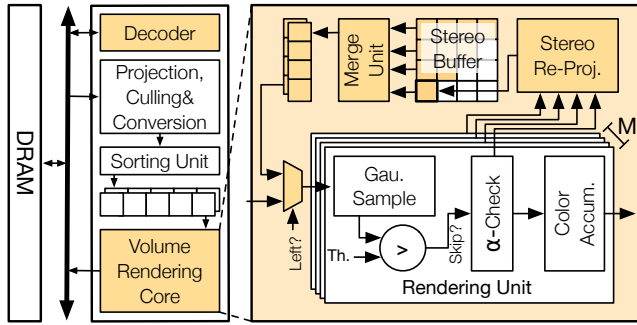 DRAM
Decoder
Projection,
Culling&
Conversion
Sorting Unit
Volume
Rendering
Core
Merge
Unit
Stereo
Buffer
Stereo
Re-Proj.
M
Left?
Gau.
Sample
Th.
>
Skip?
α-Check
Color
Accum.
Rendering Unit